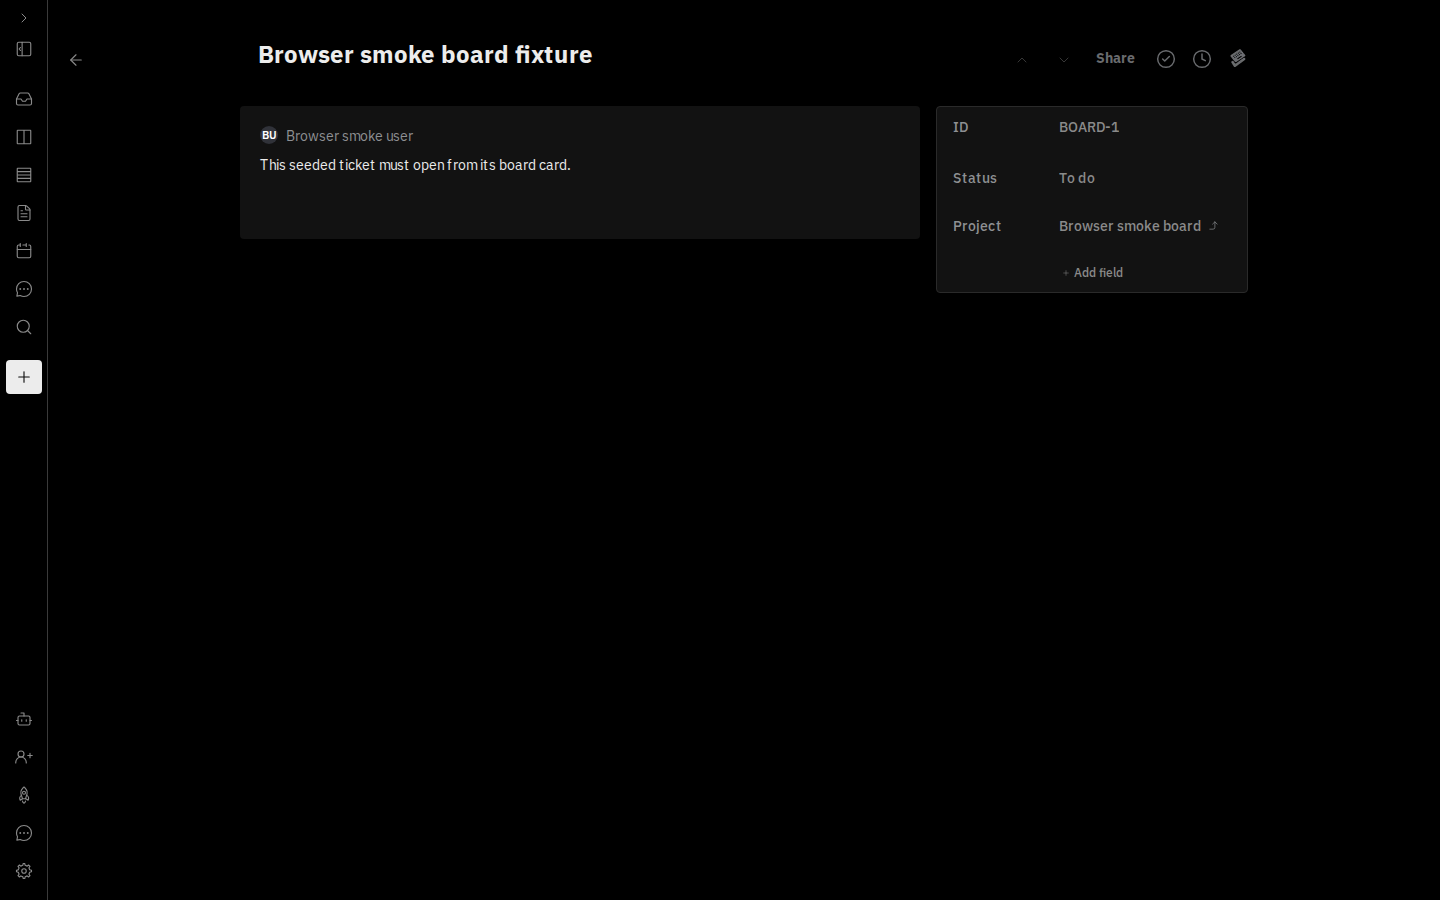 Browser smoke board fixture
Share
BU Browser smoke user
This seeded ticket must open from its board card.
ID BOARD-1
Status To do
Project Browser smoke board
+ Add field